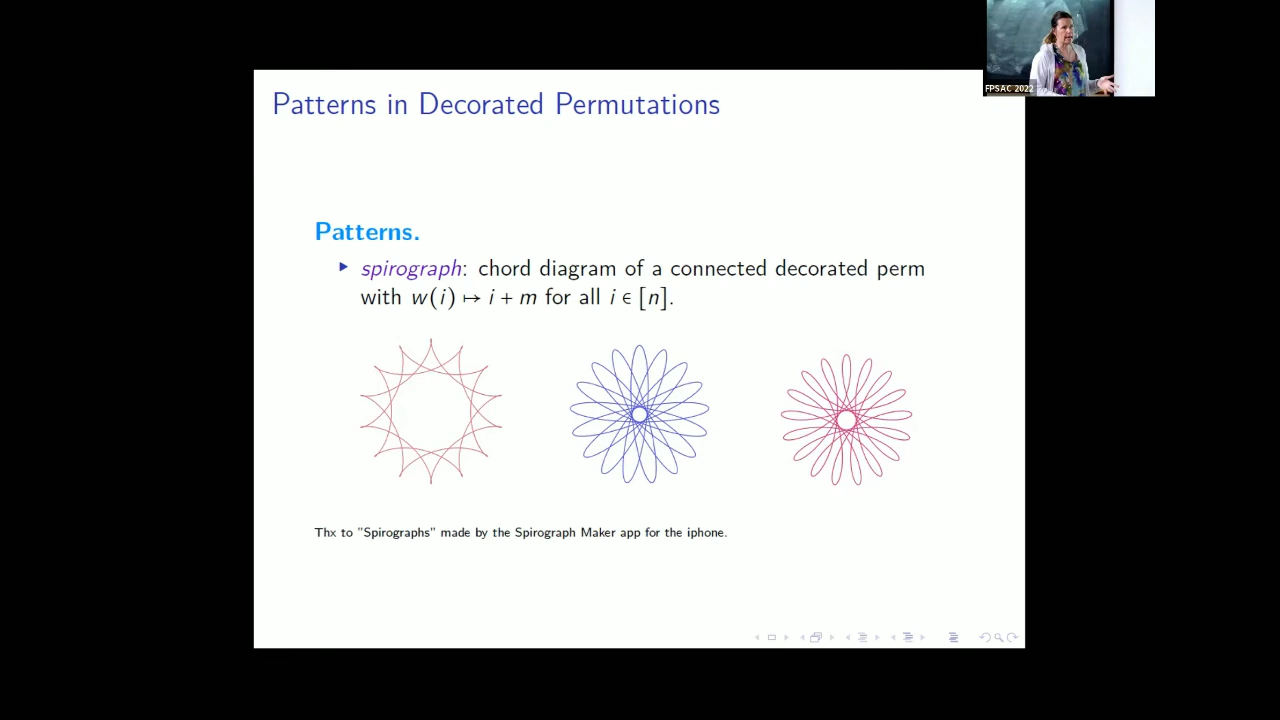 FPSAC 2022
Patterns in Decorated Permutations
Patterns.
spirograph: chord diagram of a connected decorated perm
with w(i) ↦ i + m for all i ∈ [n].
Thx to "Spirographs" made by the Spirograph Maker app for the iphone.